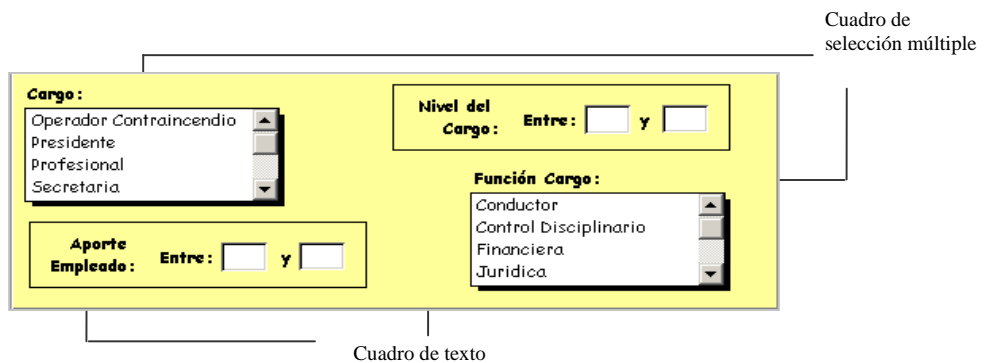 Cuadro de
selección múltiple
Cargo:
Operador Contraincendio
Presidente
Profesional
Secretaria
Nivel del
Cargo:
Entre: y
Función Cargo:
Conductor
Control Disciplinario
Financiera
Juridica
Aporte
Empleado:
Entre: y
Cuadro de texto